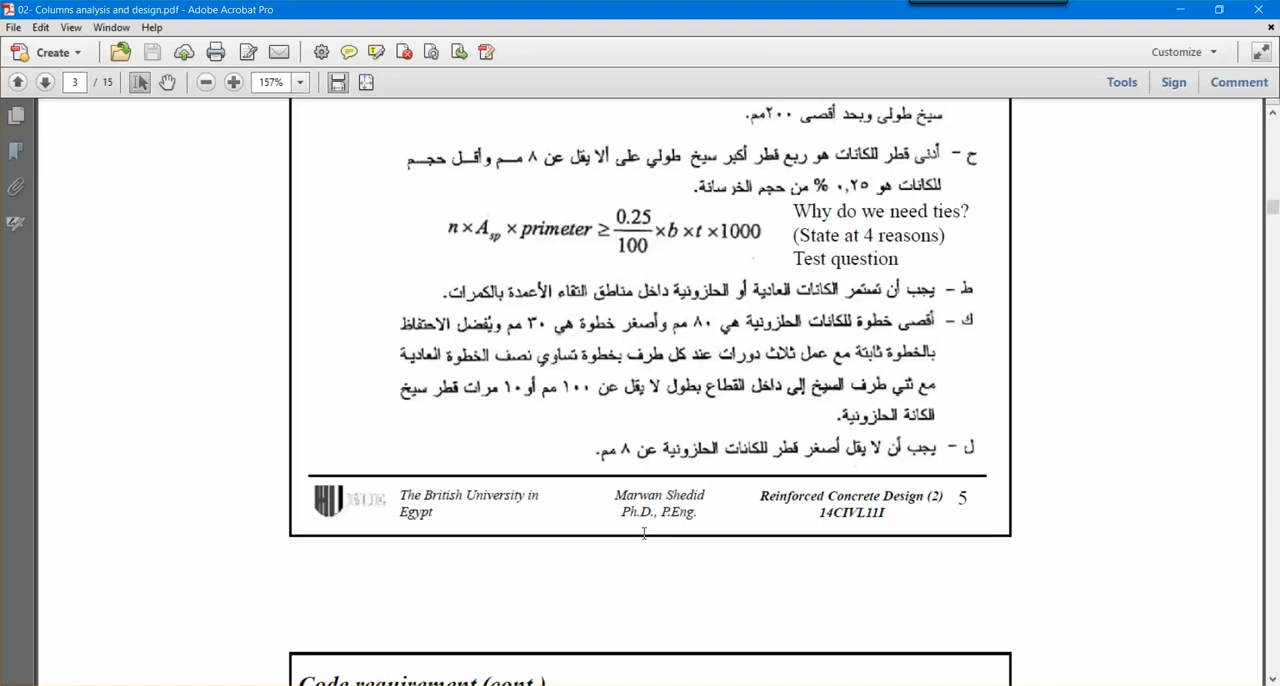 02- Columns analysis and design.pdf - Adobe Acrobat Pro
File Edit View Window Help
Create
Customize
3 / 15
157%
Tools Sign Comment
سيخ طولى وبحد أقصى ٢٠٠مم.
ح - أدنى قطر للكانات هو ربع قطر أكبر سيخ طولي على ألا يقل عن ٨ مم وأقل حجم
للكانات هو ٠,٢٥ % من حجم الخرسانة.
n × Asp × primeter ≥ 0.25/100 × b × t × 1000
Why do we need ties?
(State at 4 reasons)
Test question
ط - يجب أن تستمر الكانات العادية أو الحلزونية داخل مناطق التقاء الأعمدة بالكمرات.
ك - أقصى خطوة للكانات الحلزونية هي ٨٠ مم وأصغر خطوة هي ٣٠ مم ويُفضل الاحتفاظ
بالخطوة ثابتة مع عمل ثلاث دورات عند كل طرف بخطوة تساوي نصف الخطوة العادية
مع ثني طرف السيخ إلى داخل القطاع بطول لا يقل عن ١٠٠ مم أو ١٠ مرات قطر سيخ
الكانة الحلزونية.
ل - يجب أن لا يقل أصغر قطر للكانات الحلزونية عن ٨ مم.
BUE
The British University in
Egypt
Marwan Shedid
Ph.D., P.Eng.
Reinforced Concrete Design (2)
14CIVL11I
5
Code requirement (cont.)